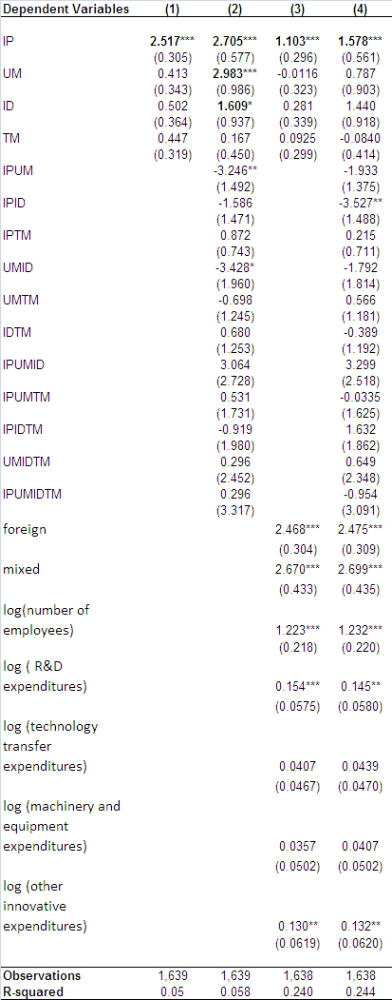 Dependent Variables (1) (2) (3) (4)
IP 2.517*** 2.705*** 1.103*** 1.578***
(0.305) (0.577) (0.296) (0.561)
UM 0.413 2.983*** -0.0116 0.787
(0.343) (0.986) (0.323) (0.903)
ID 0.502 1.609* 0.281 1.440
(0.364) (0.937) (0.339) (0.918)
TM 0.447 0.167 0.0925 -0.0840
(0.319) (0.450) (0.299) (0.414)
IPUM -3.246** -1.933
(1.492) (1.375)
IPID -1.586 -3.527**
(1.471) (1.488)
IPTM 0.872 0.215
(0.743) (0.711)
UMID -3.428* -1.792
(1.960) (1.814)
UMTM -0.698 0.566
(1.245) (1.181)
IDTM 0.680 -0.389
(1.253) (1.192)
IPUMID 3.064 3.299
(2.728) (2.518)
IPUMTM 0.531 -0.0335
(1.731) (1.625)
IPIDTM -0.919 1.632
(1.980) (1.862)
UMIDTM 0.296 0.649
(2.452) (2.348)
IPUMIDTM 0.296 -0.954
(3.317) (3.091)
foreign 2.468*** 2.475***
(0.304) (0.309)
mixed 2.670*** 2.699***
(0.433) (0.435)
log(number of
employees) 1.223*** 1.232***
(0.218) (0.220)
log ( R&D
expenditures) 0.154*** 0.145**
(0.0575) (0.0580)
log (technology
transfer
expenditures) 0.0407 0.0439
(0.0467) (0.0470)
log (machinery and
equipment
expenditures) 0.0357 0.0407
(0.0502) (0.0502)
log (other
innovative
expenditures) 0.130** 0.132**
(0.0619) (0.0620)
Observations 1,639 1,639 1,638 1,638
R-squared 0.05 0.058 0.240 0.244